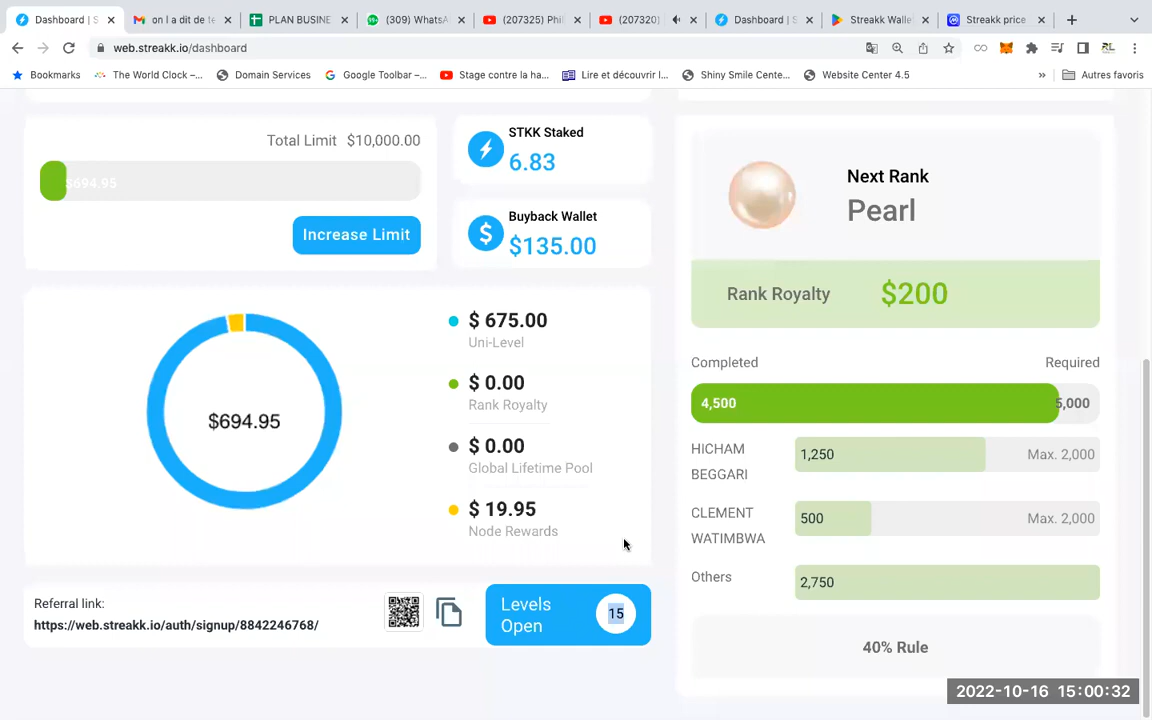 Dashboard | S
on l a dit de te
PLAN BUSINE
(309) WhatsA
(207325) Phi
(207320)
Dashboard | S
Streakk Walle
Streakk price
web.streakk.io/dashboard
Bookmarks
The World Clock –...
Domain Services
Google Toolbar –...
Stage contre la ha...
Lire et découvrir l'...
Shiny Smile Cente...
Website Center 4.5
»
Autres favoris
Total Limit $10,000.00
$694.95
Increase Limit
STKK Staked
6.83
Buyback Wallet
$135.00
$694.95
$ 675.00
Uni-Level
$ 0.00
Rank Royalty
$ 0.00
Global Lifetime Pool
$ 19.95
Node Rewards
Referral link:
https://web.streakk.io/auth/signup/8842246768/
Levels
Open
15
Next Rank
Pearl
Rank Royalty $200
Completed Required
4,500 5,000
HICHAM
BEGGARI
1,250 Max. 2,000
CLEMENT
WATIMBWA
500 Max. 2,000
Others
2,750
40% Rule
2022-10-16 15:00:32